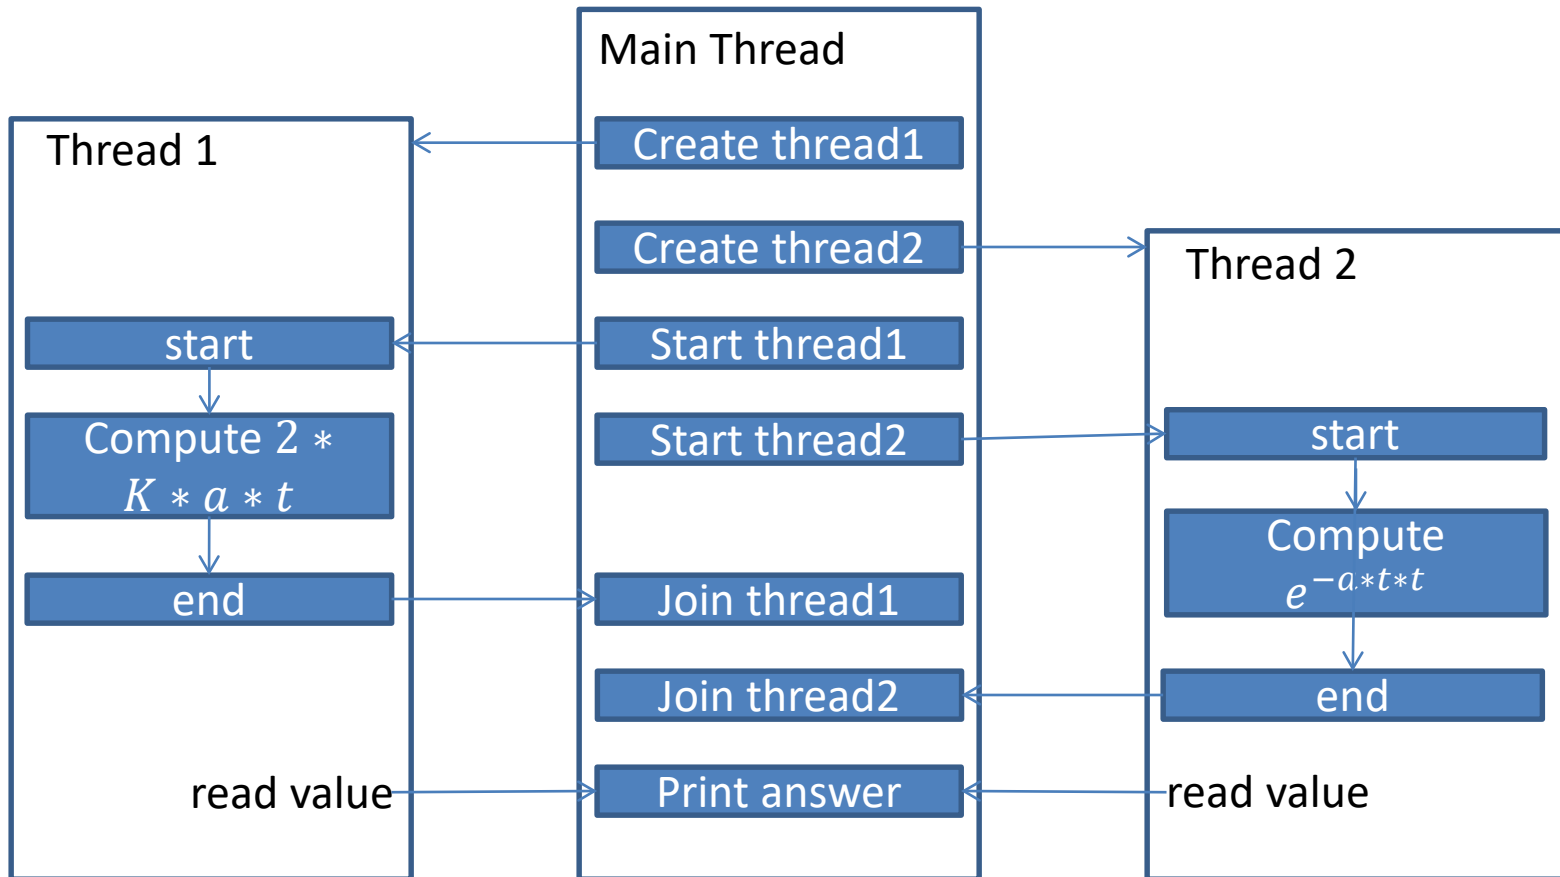 Main Thread
Thread 1
Create thread1
Create thread2
Thread 2
start
Start thread1
Compute 2 ∗
K ∗ a ∗ t
Start thread2
start
Compute
e^{−a∗t∗t}
end
Join thread1
Join thread2
end
read value
Print answer
read value